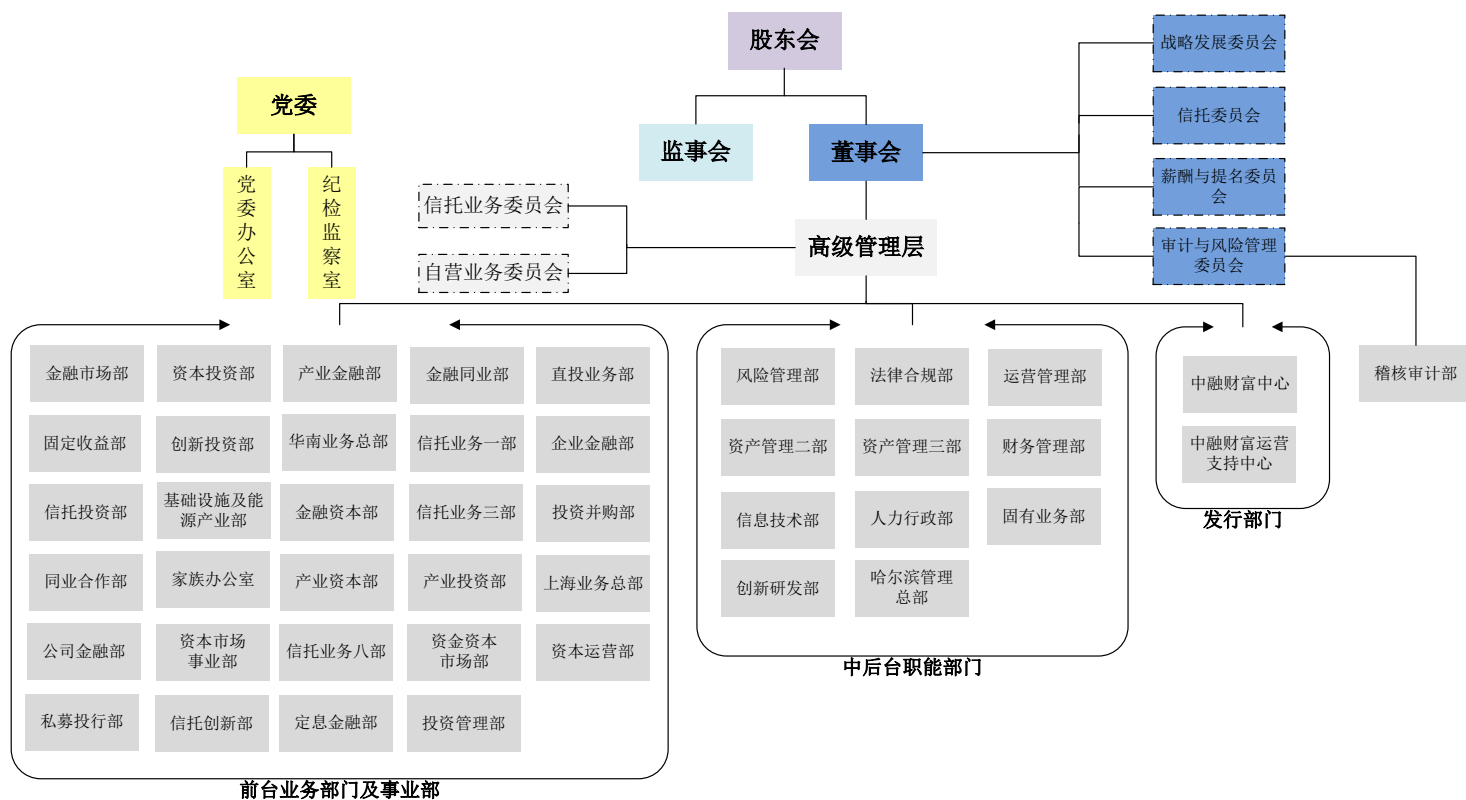 股东会
党委
监事会
董事会
战略发展委员会
信托委员会
薪酬与提名委员
会
审计与风险管理
委员会
党委办公室
纪检监察室
信托业务委员会
自营业务委员会
高级管理层
金融市场部
资本投资部
产业金融部
金融同业部
直投业务部
固定收益部
创新投资部
华南业务总部
信托业务一部
企业金融部
信托投资部
基础设施及能
源产业部
金融资本部
信托业务三部
投资并购部
同业合作部
家族办公室
产业资本部
产业投资部
上海业务总部
公司金融部
资本市场
事业部
信托业务八部
资金资本
市场部
资本运营部
私募投行部
信托创新部
定息金融部
投资管理部
前台业务部门及事业部
风险管理部
法律合规部
运营管理部
资产管理二部
资产管理三部
财务管理部
信息技术部
人力行政部
固有业务部
创新研发部
哈尔滨管理
总部
中后台职能部门
中融财富中心
中融财富运营
支持中心
发行部门
稽核审计部